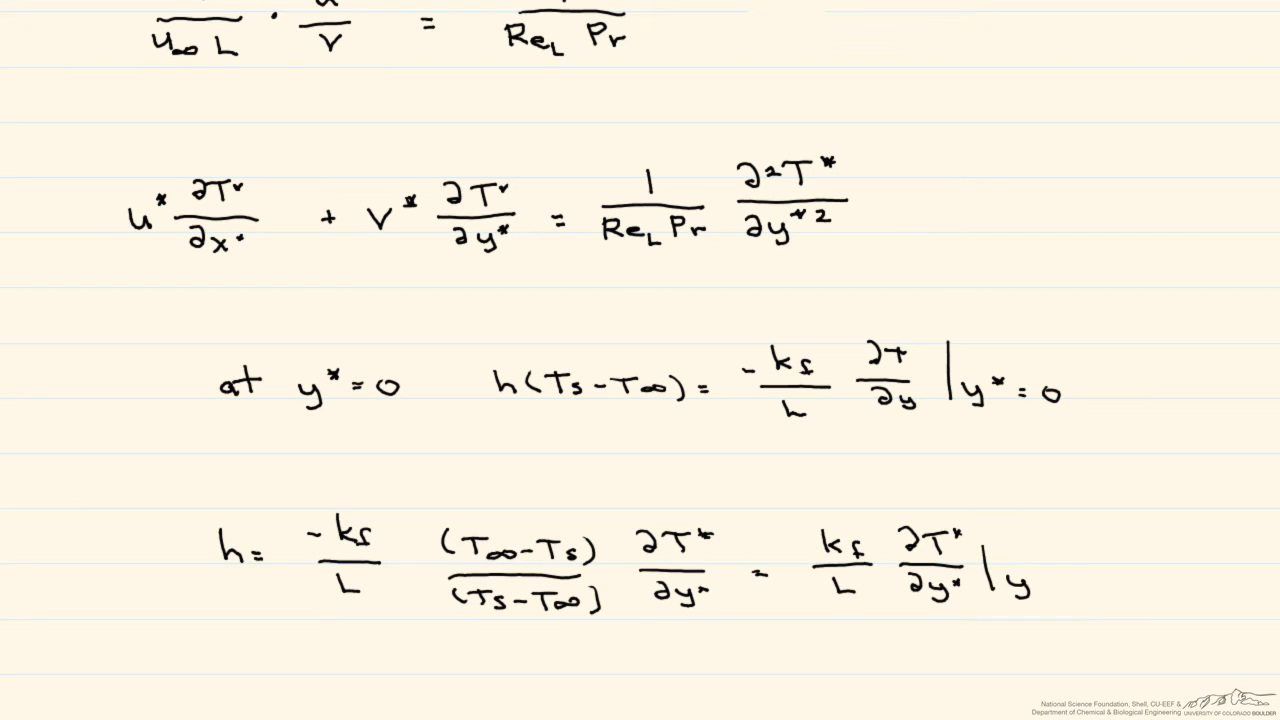 u∞ L · α/ν = 1/(Re_L Pr)
u* ∂T*/∂x* + v* ∂T*/∂y* = 1/(Re_L Pr) ∂²T*/∂y*²
at y* = 0 h(Ts - T∞) = -kf/L ∂T/∂y |y* = 0
h = -kf/L (T∞ - Ts)/(Ts - T∞) ∂T*/∂y* = kf/L ∂T*/∂y* |y
National Science Foundation, Shell, CU-EEF &
Department of Chemical & Biological Engineering UNIVERSITY OF COLORADO BOULDER